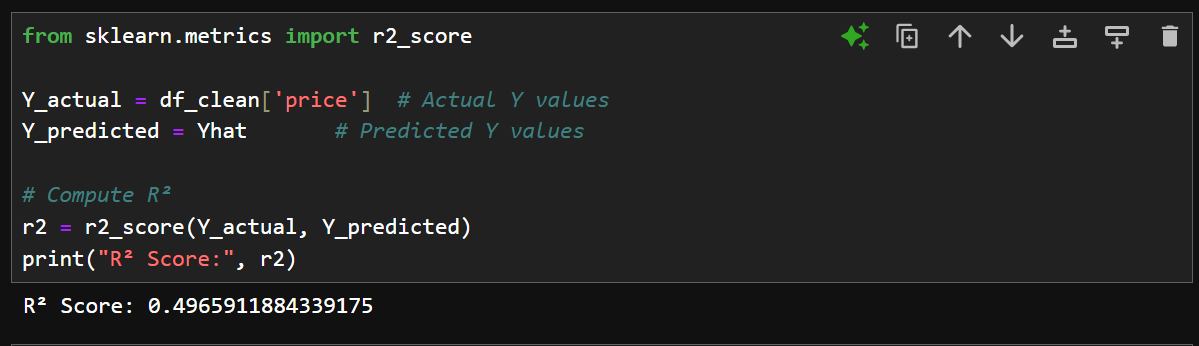 from sklearn.metrics import r2_score
Y_actual = df_clean['price']  # Actual Y values
Y_predicted = Yhat       # Predicted Y values
# Compute R²
r2 = r2_score(Y_actual, Y_predicted)
print("R² Score:", r2)
R² Score: 0.4965911884339175